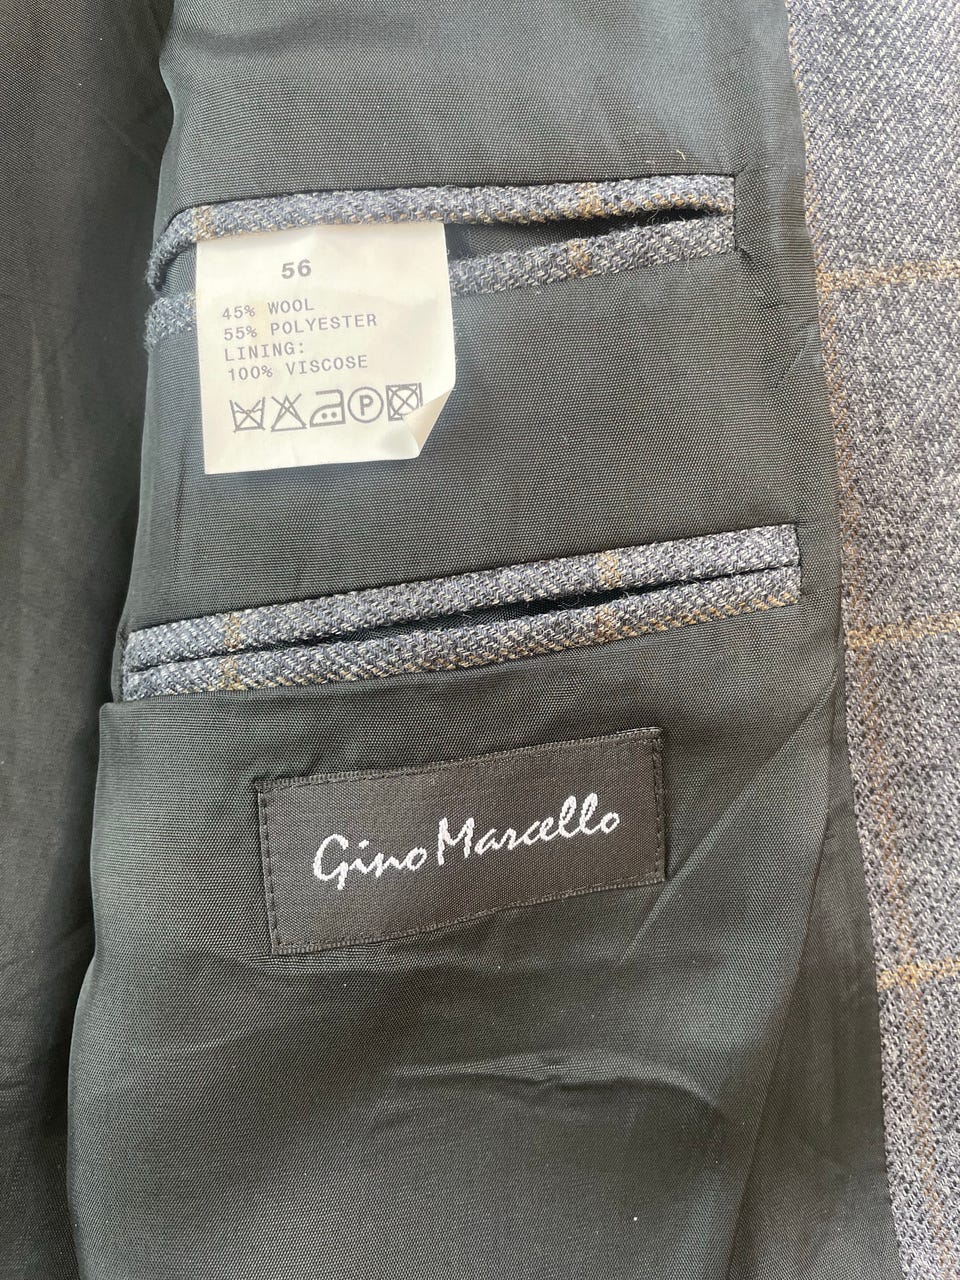 56
45% WOOL
55% POLYESTER
LINING:
100% VISCOSE
P
Gino Marcello